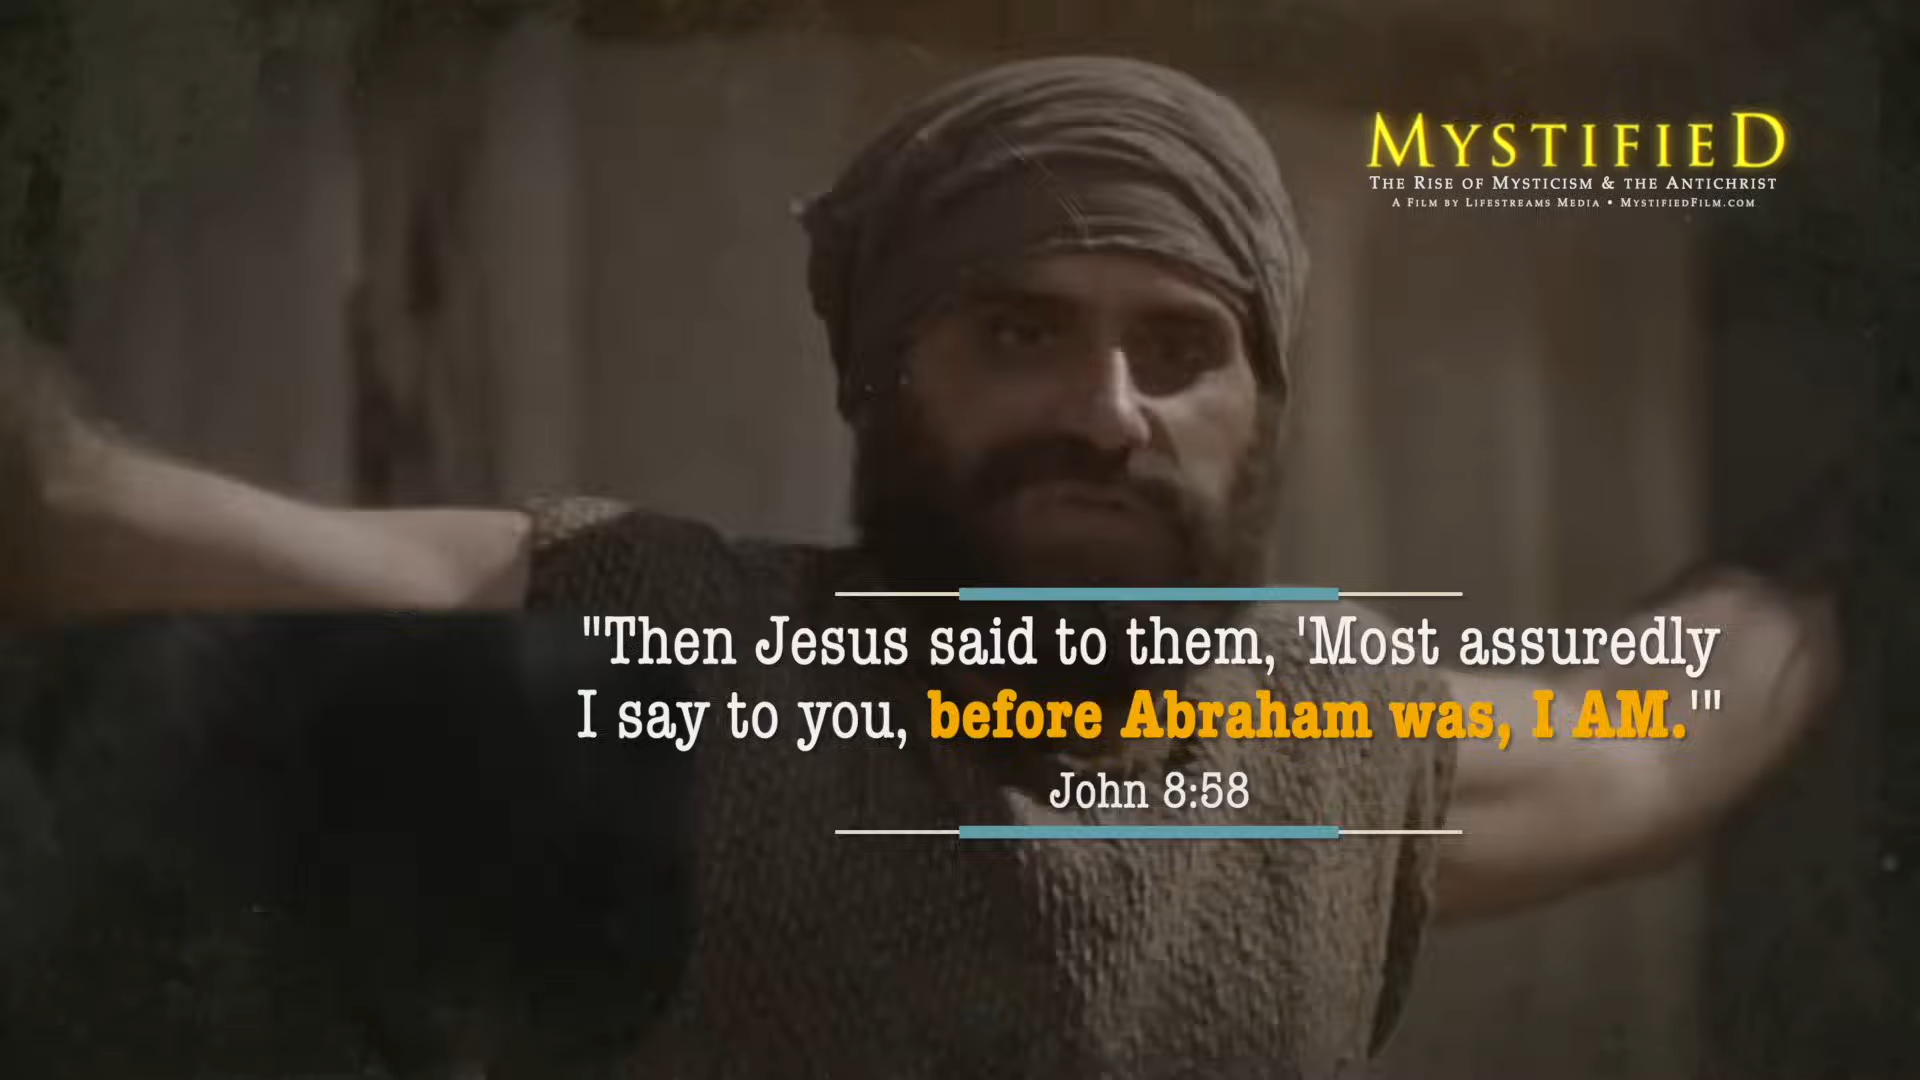 MYSTIFIED
THE RISE OF MYSTICISM & THE ANTICHRIST
A FILM BY LIFESTREAMS MEDIA • MYSTIFIEDFILM.COM
"Then Jesus said to them, 'Most assuredly
I say to you, before Abraham was, I AM.'"
John 8:58